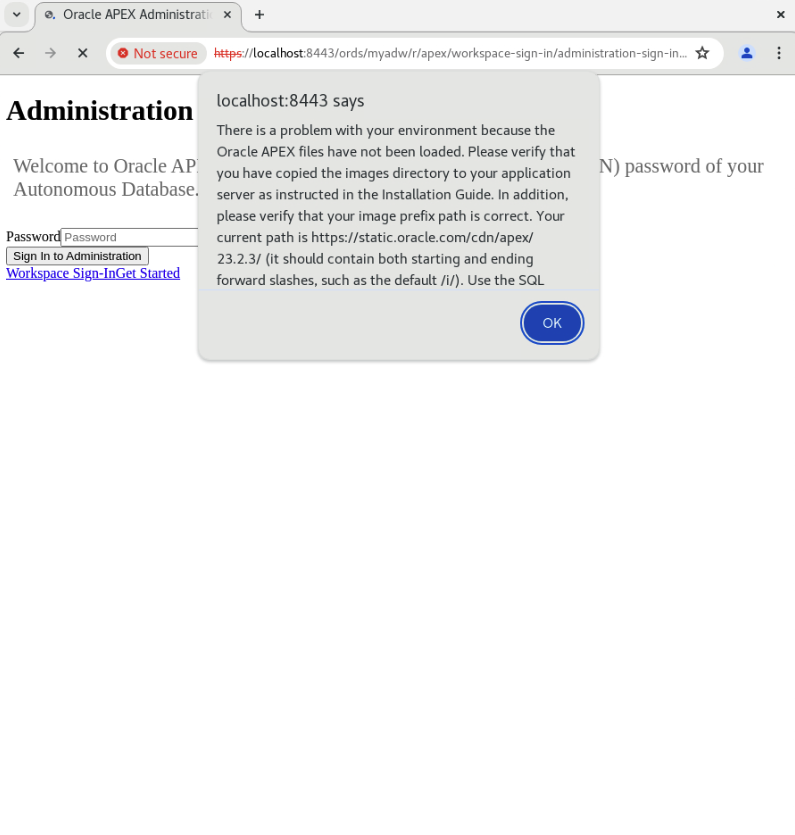 Oracle APEX Administrati
Not secure https://localhost:8443/ords/myadw/r/apex/workspace-sign-in/administration-sign-in...
localhost:8443 says
There is a problem with your environment because the
Oracle APEX files have not been loaded. Please verify that
you have copied the images directory to your application
server as instructed in the Installation Guide. In addition,
please verify that your image prefix path is correct. Your
current path is https://static.oracle.com/cdn/apex/
23.2.3/ (it should contain both starting and ending
forward slashes, such as the default /i/). Use the SQL
OK
Administration
Welcome to Oracle AP N) password of your
Autonomous Database.
Password Password
Sign In to Administration
Workspace Sign-InGet Started